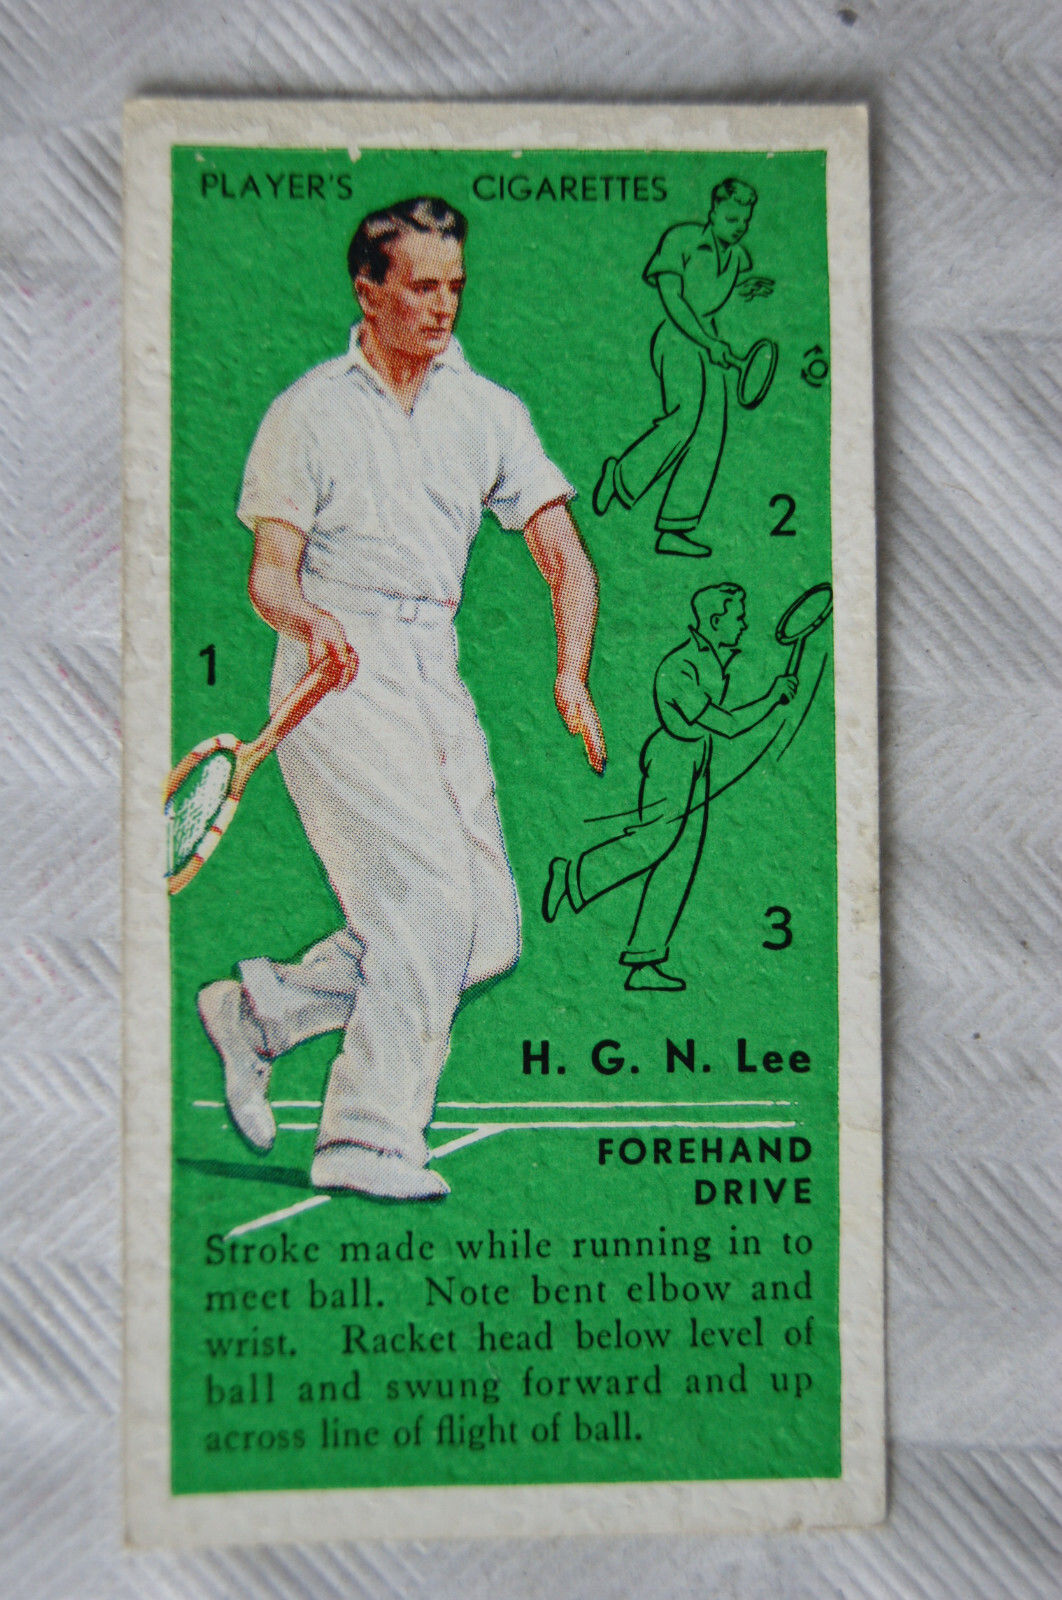 PLAYER'S CIGARETTES
2
1
3
H. G. N. Lee
FOREHAND
DRIVE
Stroke made while running in to
meet ball. Note bent elbow and
wrist. Racket head below level of
ball and swung forward and up
across line of flight of ball.